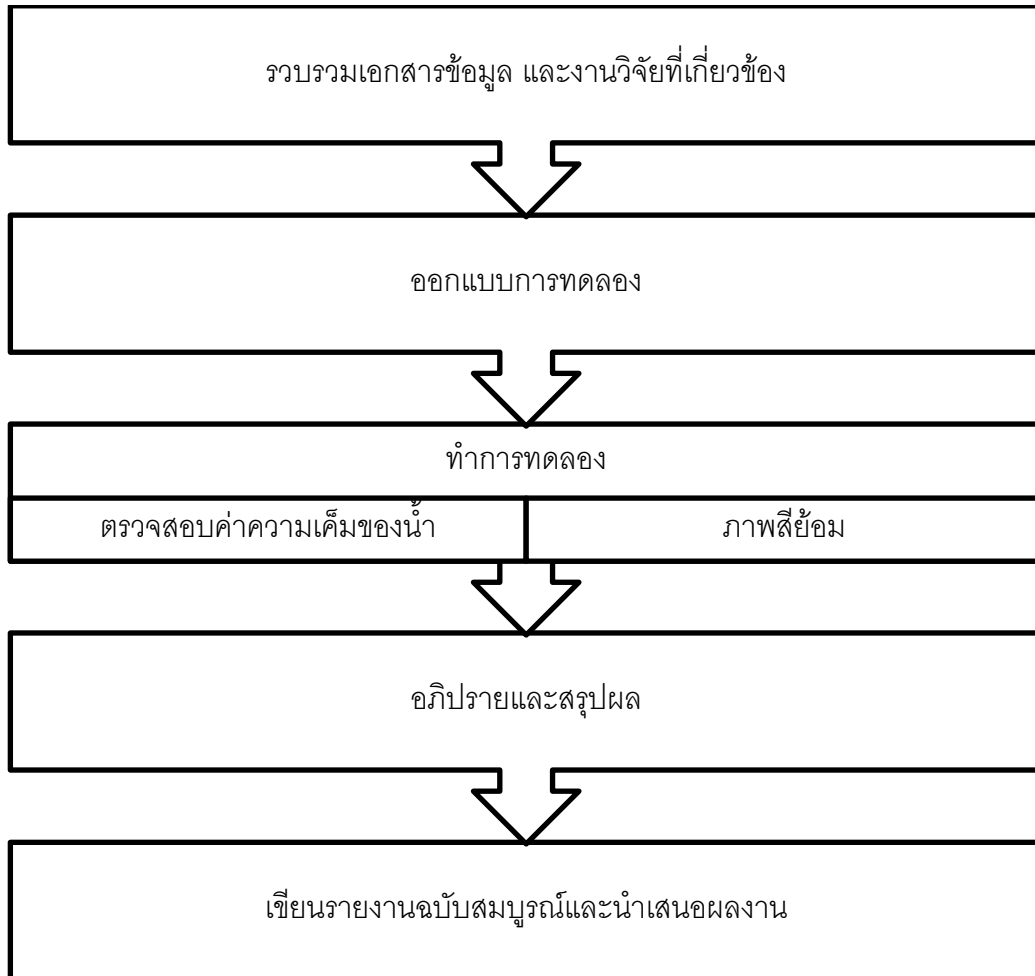 รวบรวมเอกสารข้อมูล และงานวิจัยที่เกี่ยวข้อง
ออกแบบการทดลอง
ทำการทดลอง
ตรวจสอบค่าความเค็มของน้ำ
ภาพสีย้อม
อภิปรายและสรุปผล
เขียนรายงานฉบับสมบูรณ์และนำเสนอผลงาน